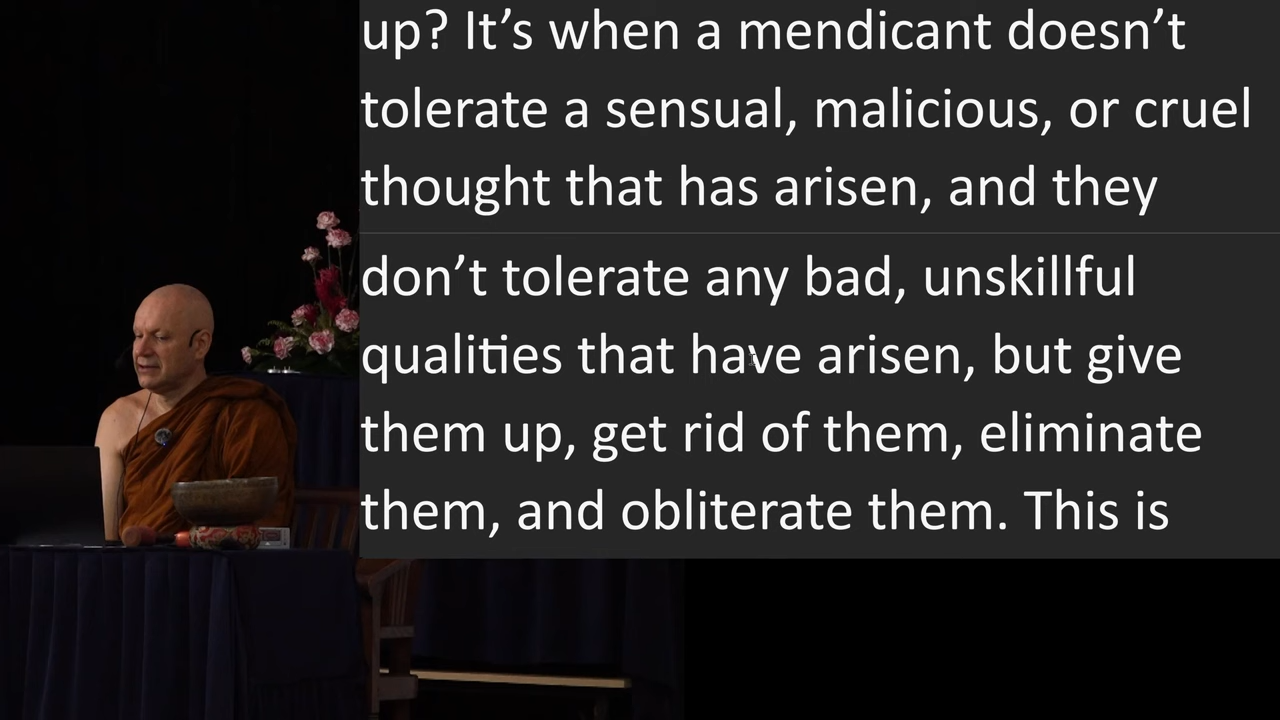 up? It’s when a mendicant doesn’t
tolerate a sensual, malicious, or cruel
thought that has arisen, and they
don’t tolerate any bad, unskillful
qualities that have arisen, but give
them up, get rid of them, eliminate
them, and obliterate them. This is